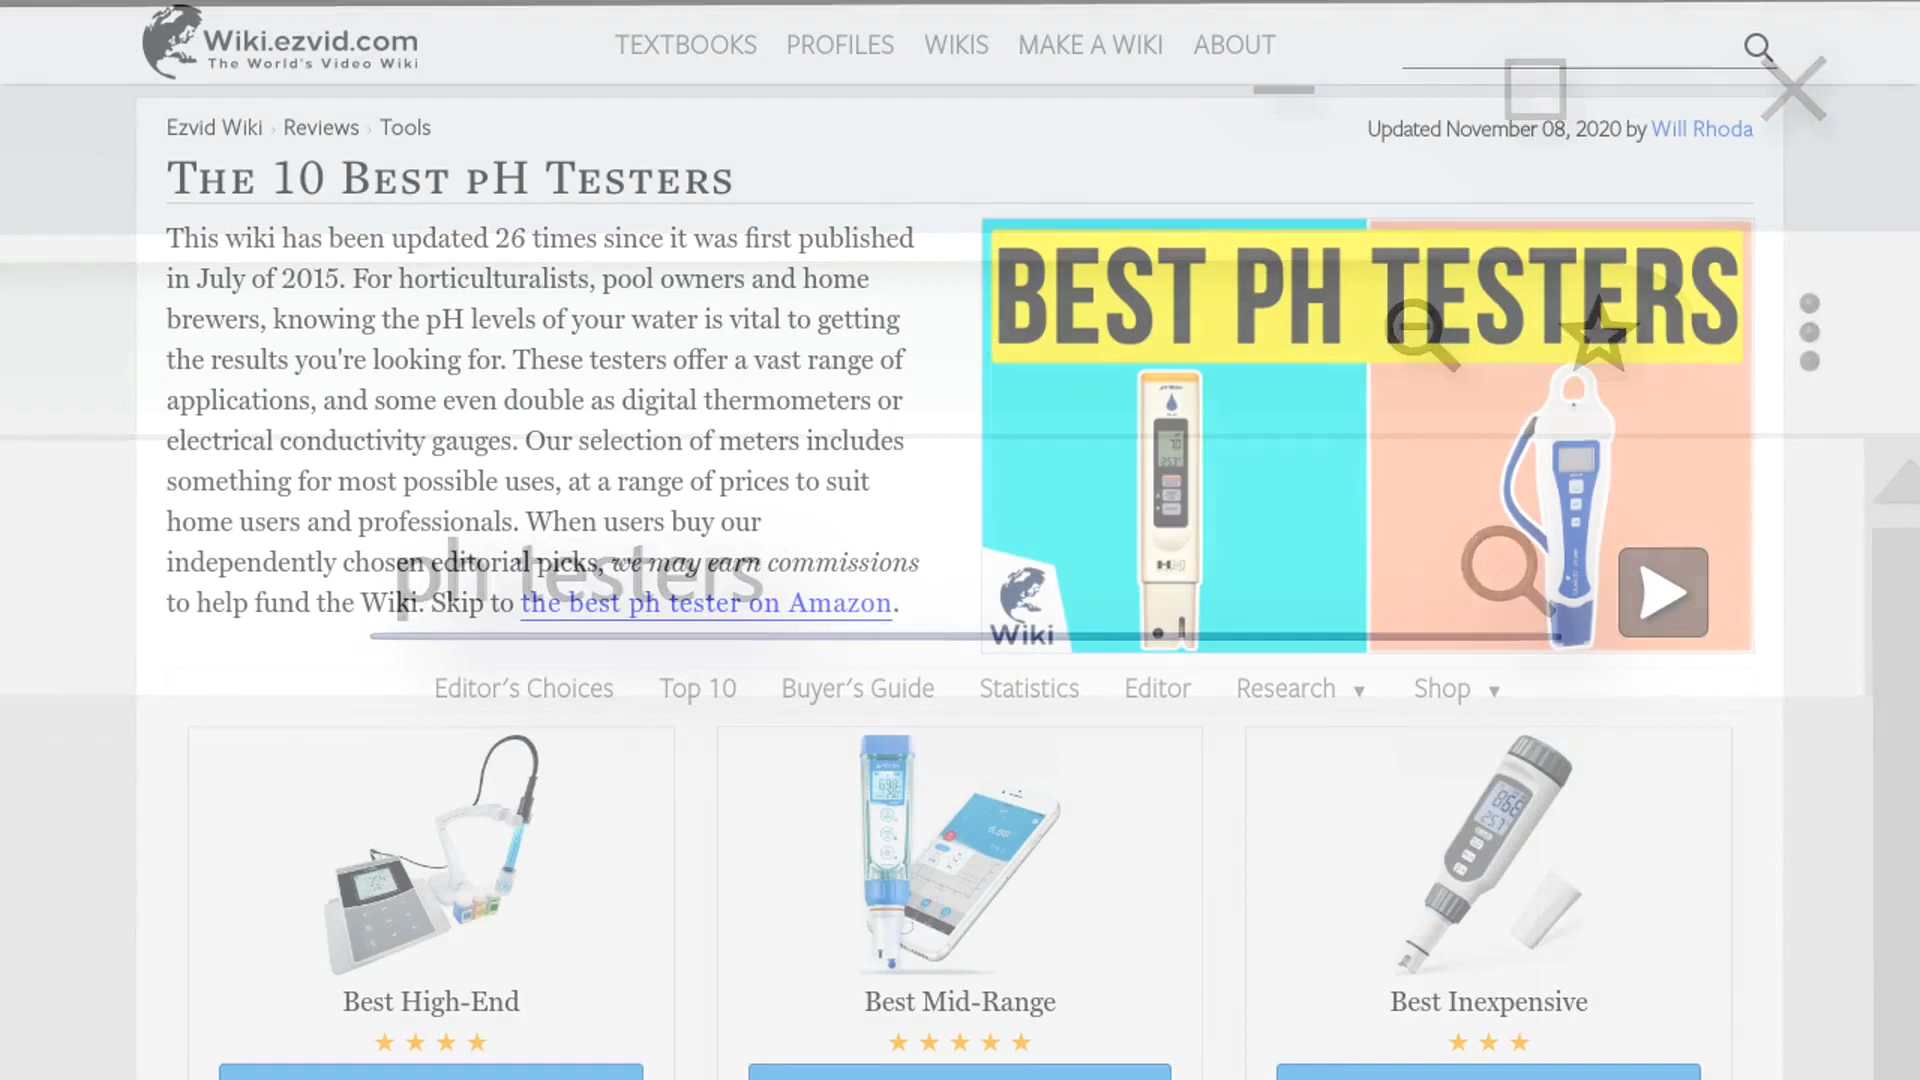 Wiki.ezvid.com
The World's Video Wiki
TEXTBOOKS PROFILES WIKIS MAKE A WIKI ABOUT
Ezvid Wiki › Reviews › Tools
Updated November 08, 2020 by Will Rhoda
The 10 Best pH Testers
This wiki has been updated 26 times since it was first published
in July of 2015. For horticulturalists, pool owners and home
brewers, knowing the pH levels of your water is vital to getting
the results you're looking for. These testers offer a vast range of
applications, and some even double as digital thermometers or
electrical conductivity gauges. Our selection of meters includes
something for most possible uses, at a range of prices to suit
home users and professionals. When users buy our
independently chosen editorial picks, we may earn commissions
to help fund the Wiki. Skip to the best ph tester on Amazon.
ph testers
BEST PH TESTERS
Wiki
Editor's Choices Top 10 Buyer's Guide Statistics Editor Research ▼ Shop ▼
Best High-End
Best Mid-Range
Best Inexpensive